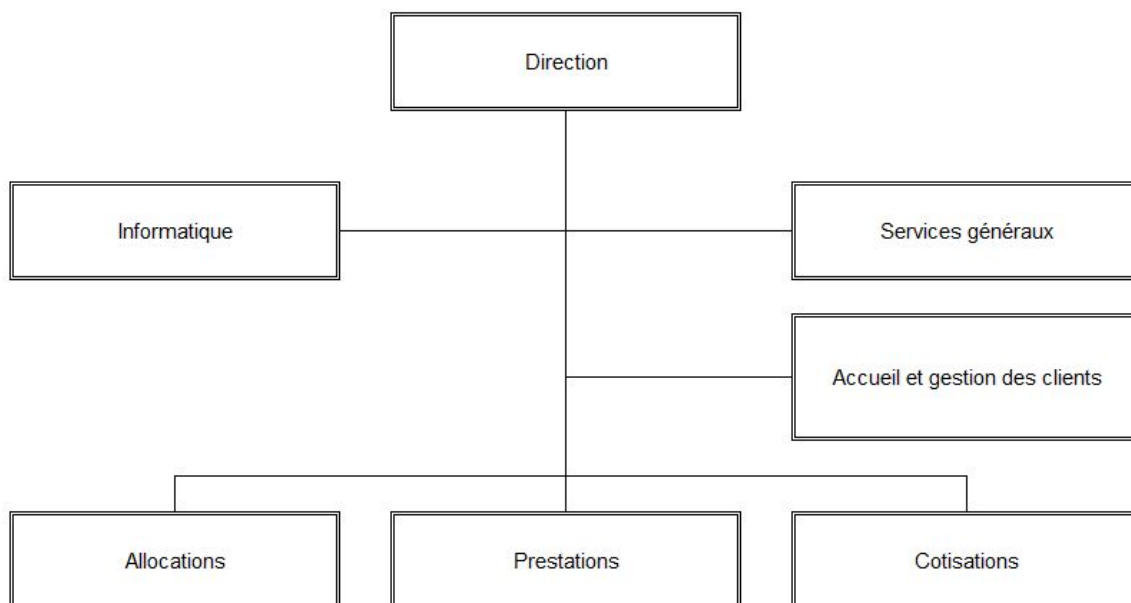 Direction
Informatique
Services généraux
Accueil et gestion des clients
Allocations
Prestations
Cotisations